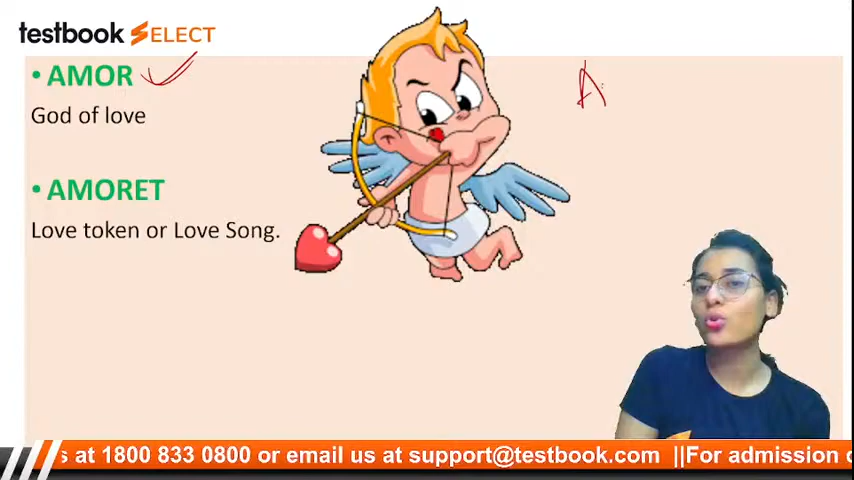 testbook SELECT
• AMOR
A
God of love
• AMORET
Love token or Love Song.
s at 1800 833 0800 or email us at support@testbook.com ||For admission